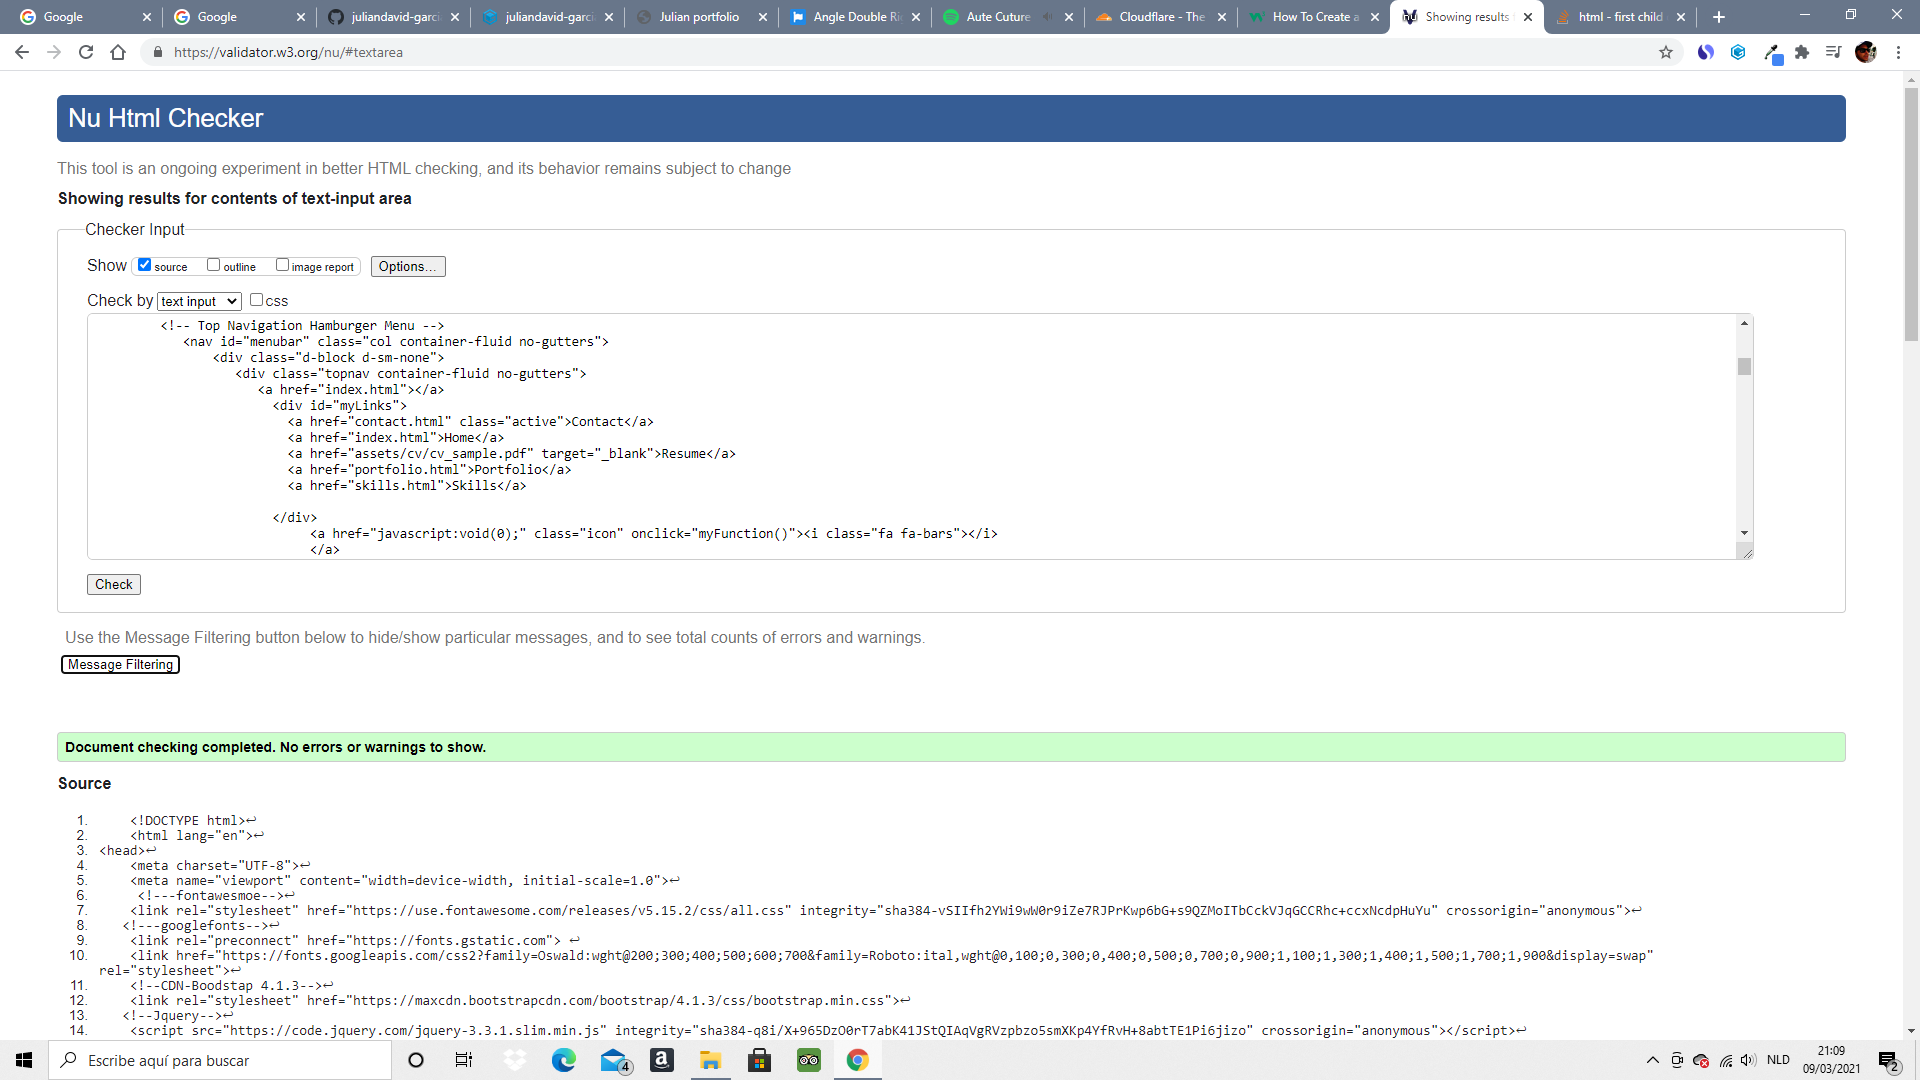 Google
Google
juliandavid-garci
juliandavid-garci
Julian portfolio
Angle Double Ri
Aute Cuture
Cloudflare - The
How To Create a
Showing results
html - first child
https://validator.w3.org/nu/#textarea
Nu Html Checker
This tool is an ongoing experiment in better HTML checking, and its behavior remains subject to change
Showing results for contents of text-input area
Checker Input
Show source outline image report Options...
Check by text input css
<!-- Top Navigation Hamburger Menu -->
<nav id="menubar" class="col container-fluid no-gutters">
<div class="d-block d-sm-none">
<div class="topnav container-fluid no-gutters">
<a href="index.html"></a>
<div id="myLinks">
<a href="contact.html" class="active">Contact</a>
<a href="index.html">Home</a>
<a href="assets/cv/cv_sample.pdf" target="_blank">Resume</a>
<a href="portfolio.html">Portfolio</a>
<a href="skills.html">Skills</a>
</div>
<a href="javascript:void(0);" class="icon" onclick="myFunction()"><i class="fa fa-bars"></i>
</a>
Check
Use the Message Filtering button below to hide/show particular messages, and to see total counts of errors and warnings.
Message Filtering
Document checking completed. No errors or warnings to show.
Source
1. <!DOCTYPE html>↩
2. <html lang="en">↩
3. <head>↩
4. <meta charset="UTF-8">↩
5. <meta name="viewport" content="width=device-width, initial-scale=1.0">↩
6. <!---fontawesmoe-->↩
7. <link rel="stylesheet" href="https://use.fontawesome.com/releases/v5.15.2/css/all.css" integrity="sha384-vSIIfh2YWi9wW0r9iZe7RJPrKwp6bG+s9QZMoITbCckVJqGCCRhc+ccxNcdpHuYu" crossorigin="anonymous">↩
8. <!---googlefonts-->↩
9. <link rel="preconnect" href="https://fonts.gstatic.com"> ↩
10. <link href="https://fonts.googleapis.com/css2?family=Oswald:wght@200;300;400;500;600;700&family=Roboto:ital,wght@0,100;0,300;0,400;0,500;0,700;0,900;1,100;1,300;1,400;1,500;1,700;1,900&display=swap"
rel="stylesheet">↩
11. <!--CDN-Boodstap 4.1.3-->↩
12. <link rel="stylesheet" href="https://maxcdn.bootstrapcdn.com/bootstrap/4.1.3/css/bootstrap.min.css">↩
13. <!--Jquery-->↩
14. <script src="https://code.jquery.com/jquery-3.3.1.slim.min.js" integrity="sha384-q8i/X+965DzO0rT7abK41JStQIAqVgRVzpbzo5smXKp4YfRvH+8abtTE1Pi6jizo" crossorigin="anonymous"></script>↩
Escribe aquí para buscar
4
NLD
21:09
09/03/2021
2